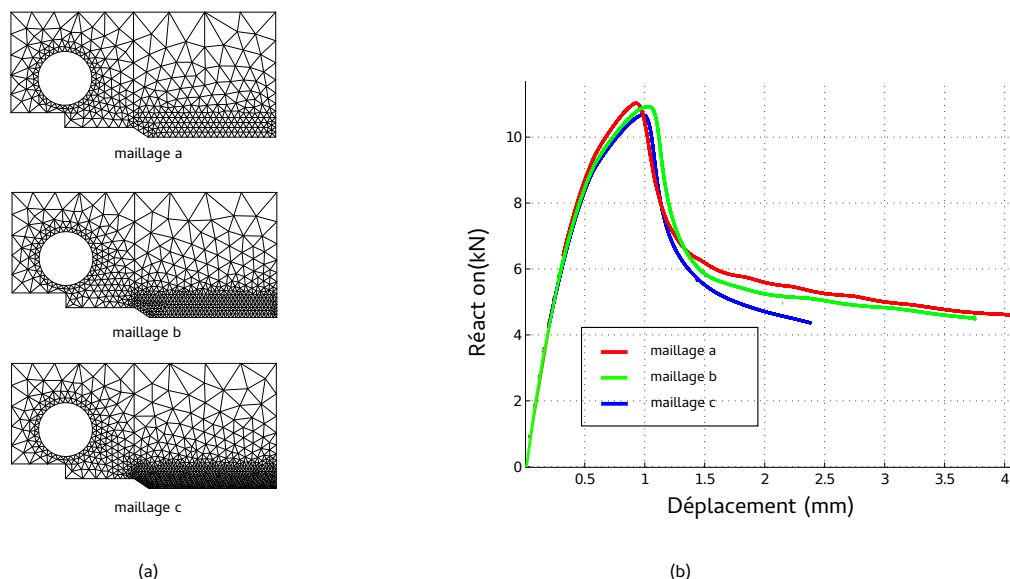 maillage a
maillage b
maillage c
(a)
10
8
6
4
2
0
0.5
1
1.5
2
2.5
3
3.5
4
Réact on(kN)
Déplacement (mm)
maillage a
maillage b
maillage c
(b)